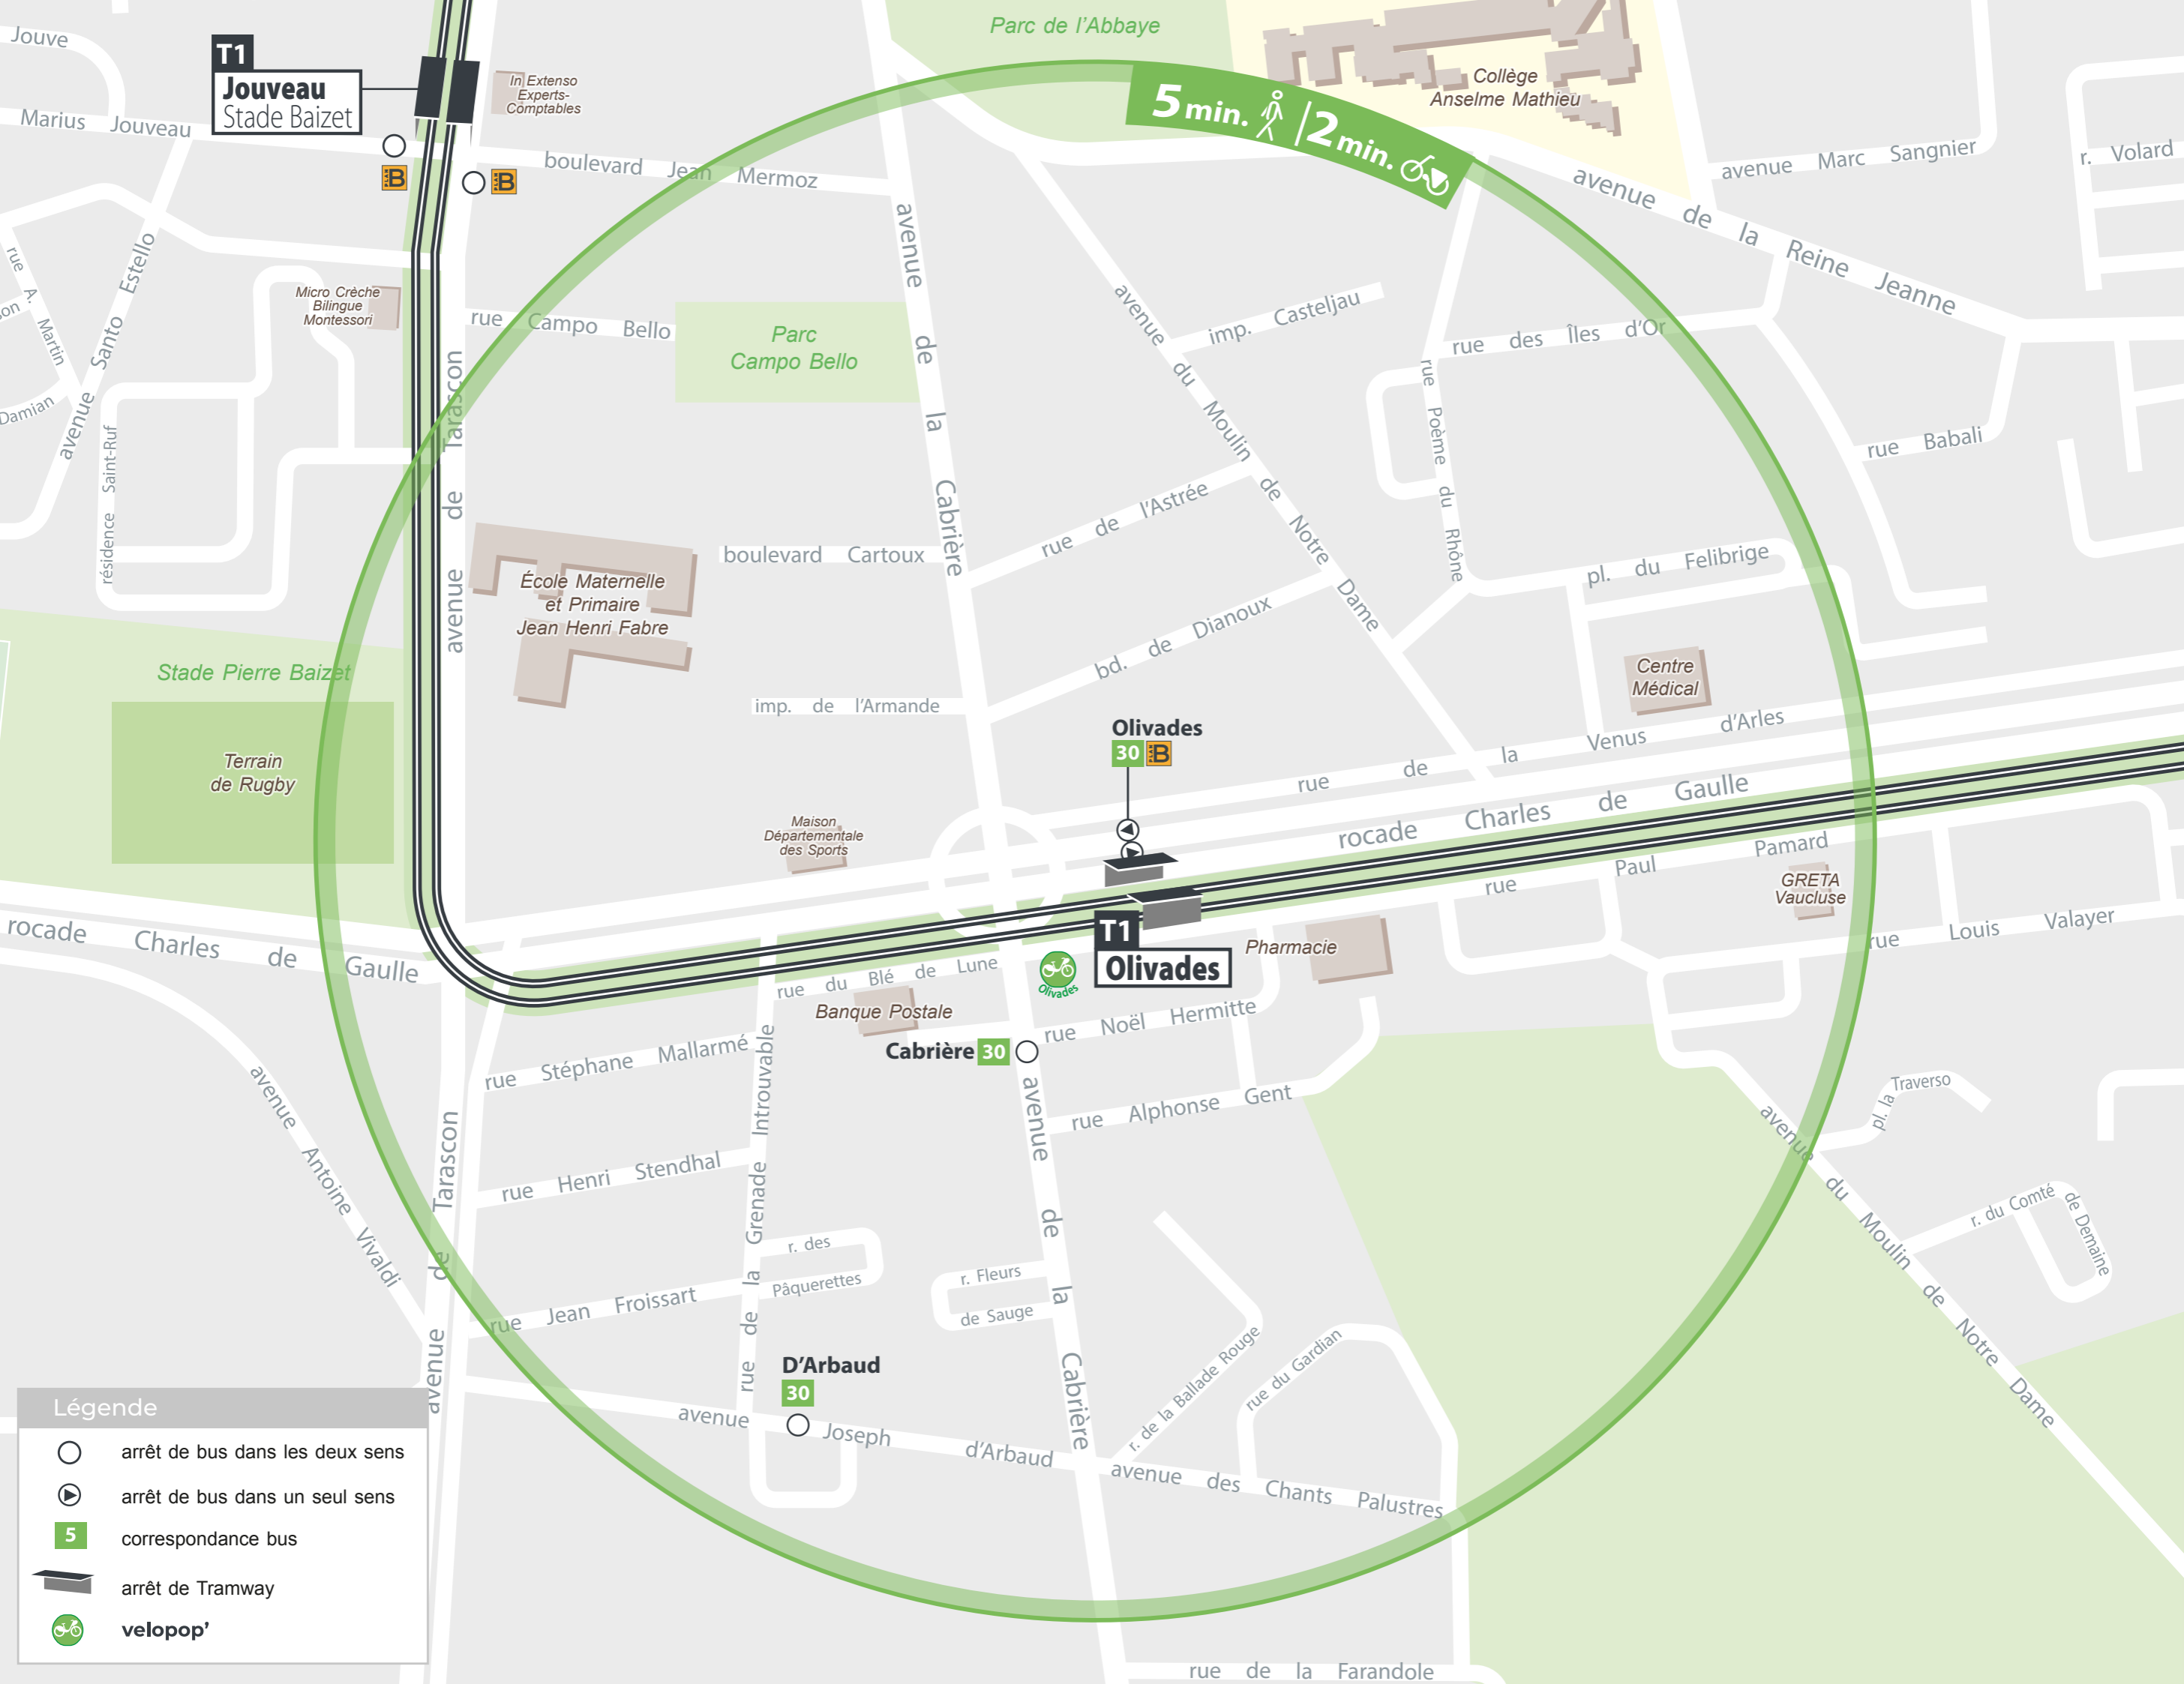 Jouve
T1
Jouveau
Stade Baizet
In Extenso
Experts-
Comptables
Parc de l'Abbaye
5 min. / 2 min.
Collège
Anselme Mathieu
Marius Jouveau
PLAN B
PLAN B
boulevard Jean Mermoz
avenue Marc Sangnier
r. Volard
avenue de la Reine Jeanne
rue A. Martin
avenue Santo Estello
Damian
résidence Saint-Ruf
Micro Crèche
Bilingue
Montessori
rue Campo Bello
Parc
Campo Bello
avenue de la Cabrière
avenue du Moulin de Notre Dame
imp. Casteljau
rue des Îles d'Or
rue Poème du Rhône
rue Babali
avenue de Tarascon
rue de l'Astrée
boulevard Cartoux
École Maternelle
et Primaire
Jean Henri Fabre
bd. de Dianoux
pl. du Felibrige
Centre
Médical
Stade Pierre Baizet
Terrain
de Rugby
imp. de l'Armande
Olivades
30 PLAN B
rue de la Venus d'Arles
rocade Charles de Gaulle
Maison
Départementale
des Sports
rue Paul Pamard
GRETA
Vaucluse
rue Louis Valayer
rocade Charles de Gaulle
T1
Olivades
Pharmacie
Olivades
rue du Blé de Lune
Banque Postale
rue Noël Hermitte
Cabrière 30
rue Stéphane Mallarmé
rue de la Grenade Introuvable
rue Alphonse Gent
avenue Antoine Vivaldi
avenue de Tarascon
rue Henri Stendhal
avenue de la Cabrière
pl. la Traverso
avenue du Moulin de Notre Dame
r. du Comté de Demaine
r. des
Pâquerettes
r. Fleurs
de Sauge
rue Jean Froissart
D'Arbaud
30
r. de la Ballade Rouge
rue du Gardian
avenue Joseph d'Arbaud
avenue des Chants Palustres
rue de la Farandole
Légende
arrêt de bus dans les deux sens
arrêt de bus dans un seul sens
5 correspondance bus
arrêt de Tramway
velopop'